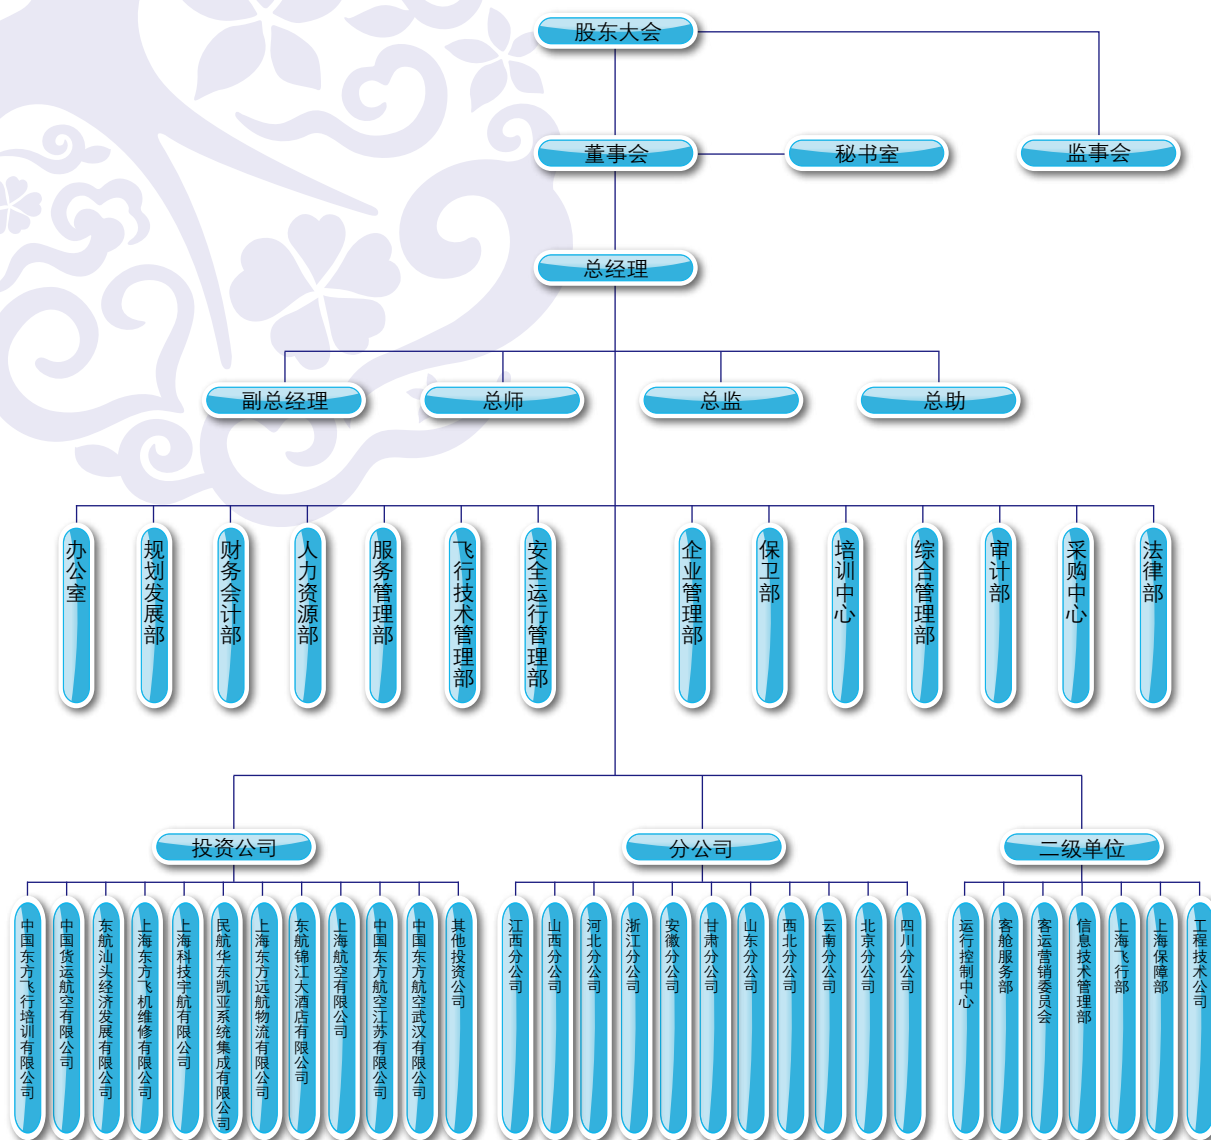 股东大会
董事会
秘书室
监事会
总经理
副总经理
总师
总监
总助
办公室
规划发展部
财务会计部
人力资源部
服务管理部
飞行技术管理部
安全运行管理部
企业管理部
保卫部
培训中心
综合管理部
审计部
采购中心
法律部
投资公司
分公司
二级单位
中国东方飞行培训有限公司
中国货运航空有限公司
东航汕头经济发展有限公司
上海东方飞机维修有限公司
上海科技宇航有限公司
民航华东凯亚系统集成有限公司
上海东方远航物流有限公司
东航锦江大酒店有限公司
上海航空有限公司
中国东方航空江苏有限公司
中国东方航空武汉有限公司
其他投资公司
江西分公司
山西分公司
河北分公司
浙江分公司
安徽分公司
甘肃分公司
山东分公司
西北分公司
云南分公司
北京分公司
四川分公司
运行控制中心
客舱服务部
客运营销委员会
信息技术管理部
上海飞行部
上海保障部
工程技术公司